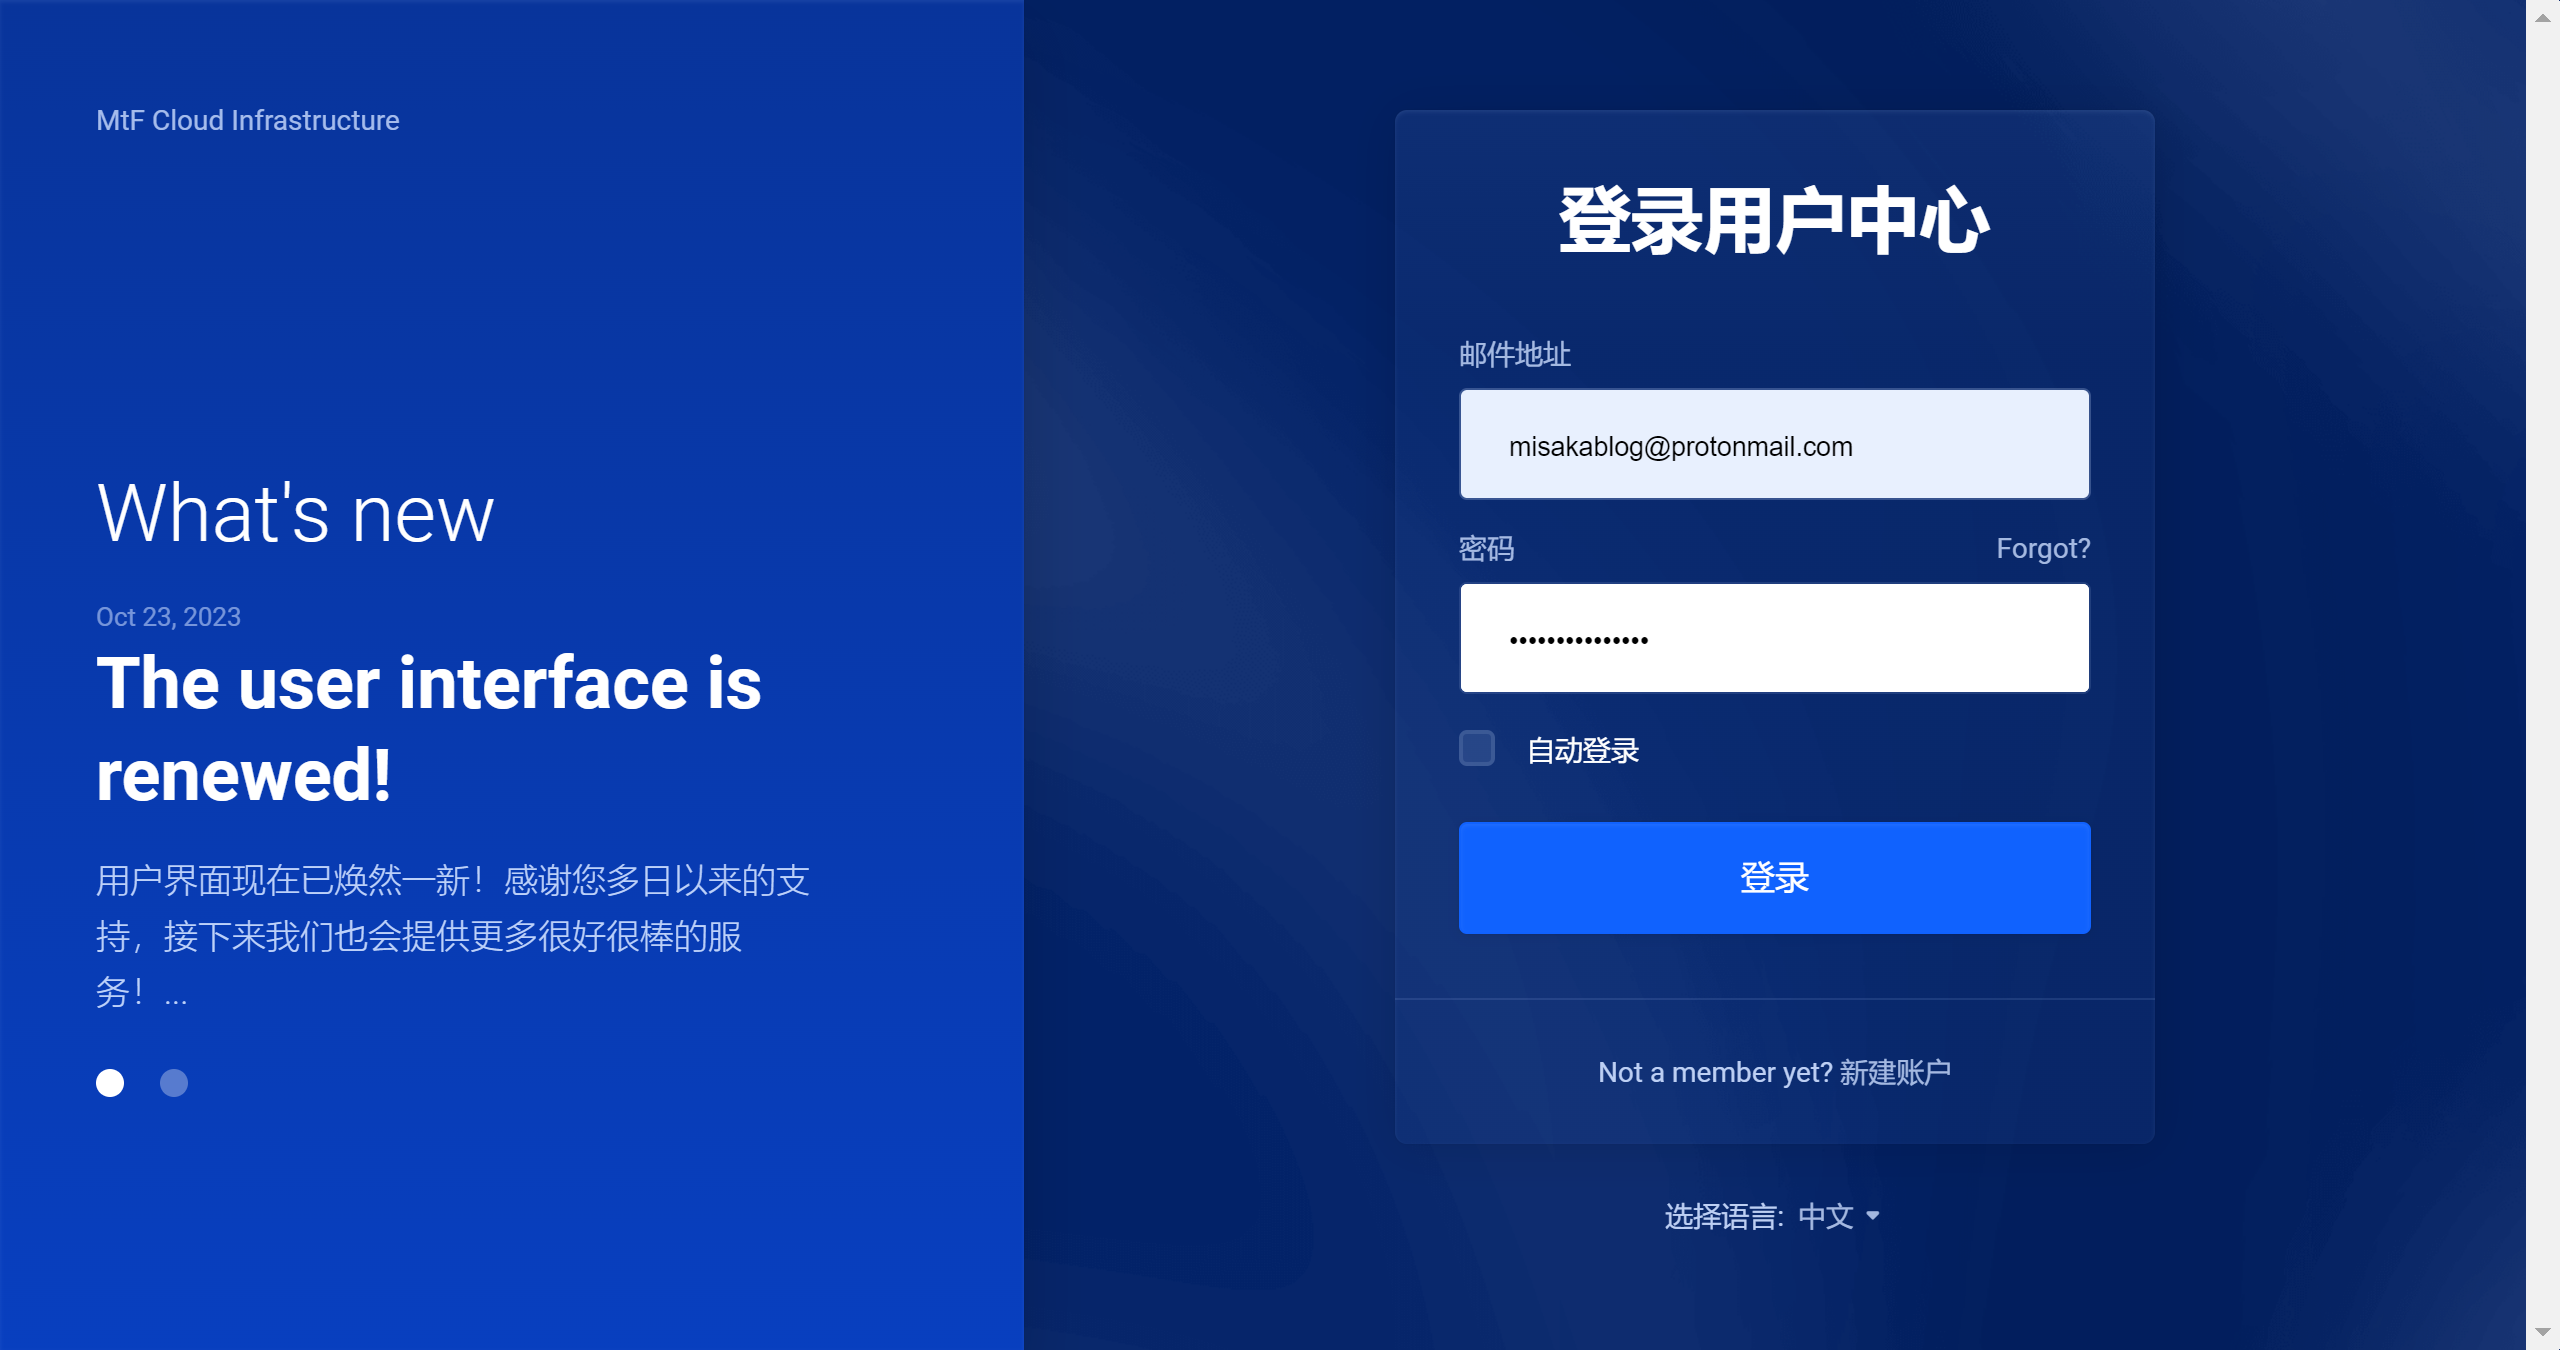 MtF Cloud Infrastructure
What's new
Oct 23, 2023
The user interface is
renewed!
用户界面现在已焕然一新！感谢您多日以来的支
持，接下来我们也会提供更多很好很棒的服
务！...
登录用户中心
邮件地址
misakablog@protonmail.com
密码 Forgot?
•••••••••••••••
自动登录
登录
Not a member yet? 新建账户
选择语言: 中文